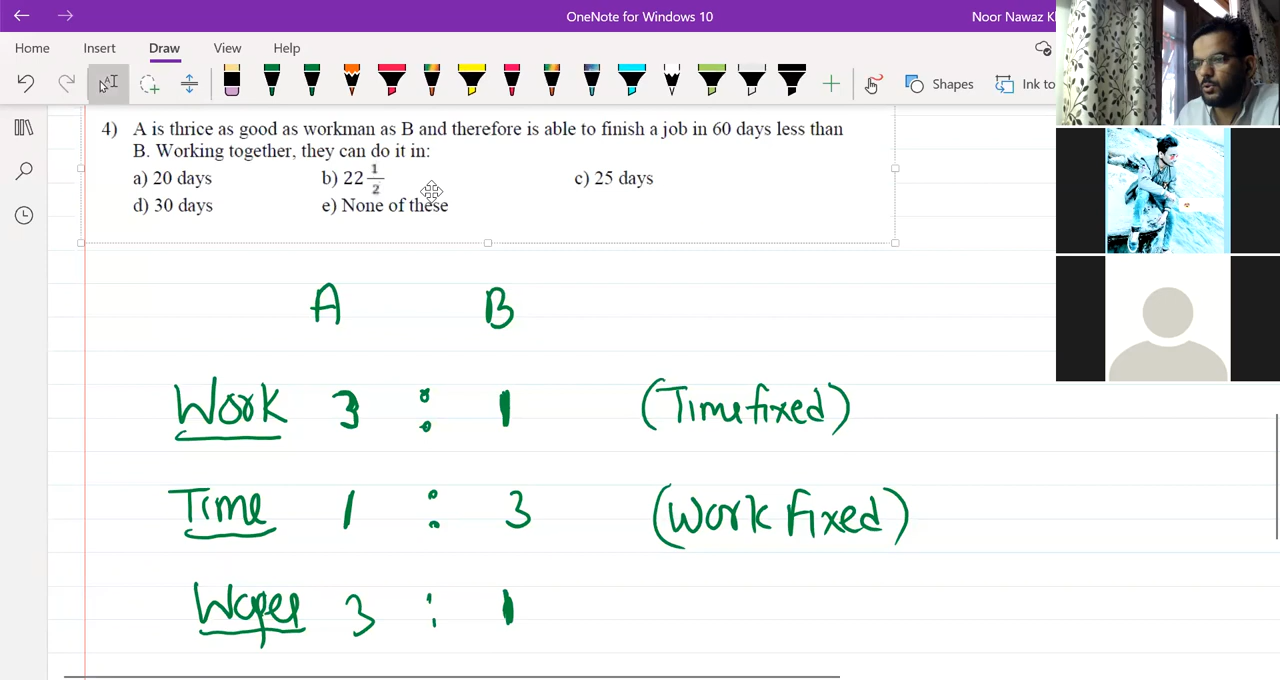 OneNote for Windows 10
Noor Nawaz Kh
Home Insert Draw View Help
Shapes
Ink to
4) A is thrice as good as workman as B and therefore is able to finish a job in 60 days less than
B. Working together, they can do it in:
a) 20 days b) 22 1/2 c) 25 days
d) 30 days e) None of these
A B
Work 3 : 1 (Time fixed)
Time 1 : 3 (Work Fixed)
Wages 3 : 1